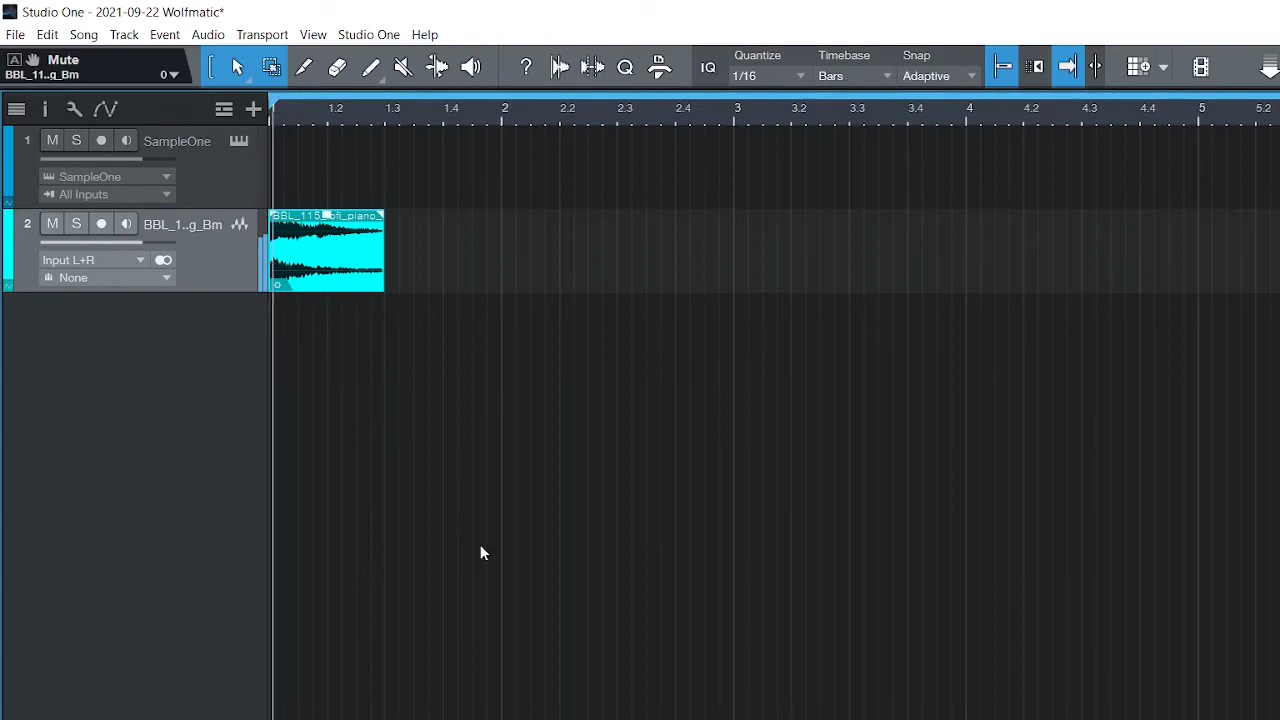 Studio One - 2021-09-22 Wolfmatic*
File Edit Song Track Event Audio Transport View Studio One Help
A Mute
BBL_11..g_Bm 0
IQ
Quantize
1/16
Timebase
Bars
Snap
Adaptive
1 1.2 1.3 1.4 2 2.2 2.3 2.4 3 3.2 3.3 3.4 4 4.2 4.3 4.4 5 5.2
1 M S SampleOne
SampleOne
All Inputs
2 M S BBL_1..g_Bm
Input L+R
None
BBL_115 ofi_piano_